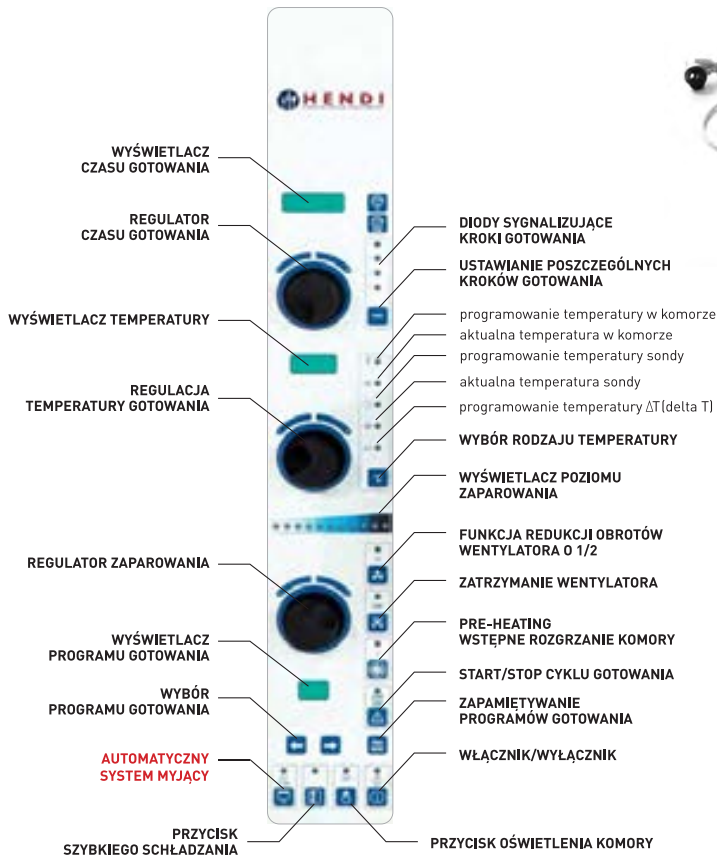 HENDI
WYŚWIETLACZ
CZASU GOTOWANIA
REGULATOR
CZASU GOTOWANIA
WYŚWIETLACZ TEMPERATURY
REGULACJA
TEMPERATURY GOTOWANIA
REGULATOR ZAPAROWANIA
WYŚWIETLACZ
PROGRAMU GOTOWANIA
WYBÓR
PROGRAMU GOTOWANIA
AUTOMATYCZNY
SYSTEM MYJĄCY
PRZYCISK
SZYBKIEGO SCHŁADZANIA
DIODY SYGNALIZUJĄCE
KROKI GOTOWANIA
USTAWIANIE POSZCZEGÓLNYCH
KROKÓW GOTOWANIA
programowanie temperatury w komorze
aktualna temperatura w komorze
programowanie temperatury sondy
aktualna temperatura sondy
programowanie temperatury ΔT(delta T)
WYBÓR RODZAJU TEMPERATURY
WYŚWIETLACZ POZIOMU
ZAPAROWANIA
FUNKCJA REDUKCJI OBROTÓW
WENTYLATORA O 1/2
ZATRZYMANIE WENTYLATORA
PRE-HEATING
WSTĘPNE ROZGRZANIE KOMORY
START/STOP CYKLU GOTOWANIA
ZAPAMIĘTYWANIE
PROGRAMÓW GOTOWANIA
WŁĄCZNIK/WYŁĄCZNIK
PRZYCISK OŚWIETLENIA KOMORY